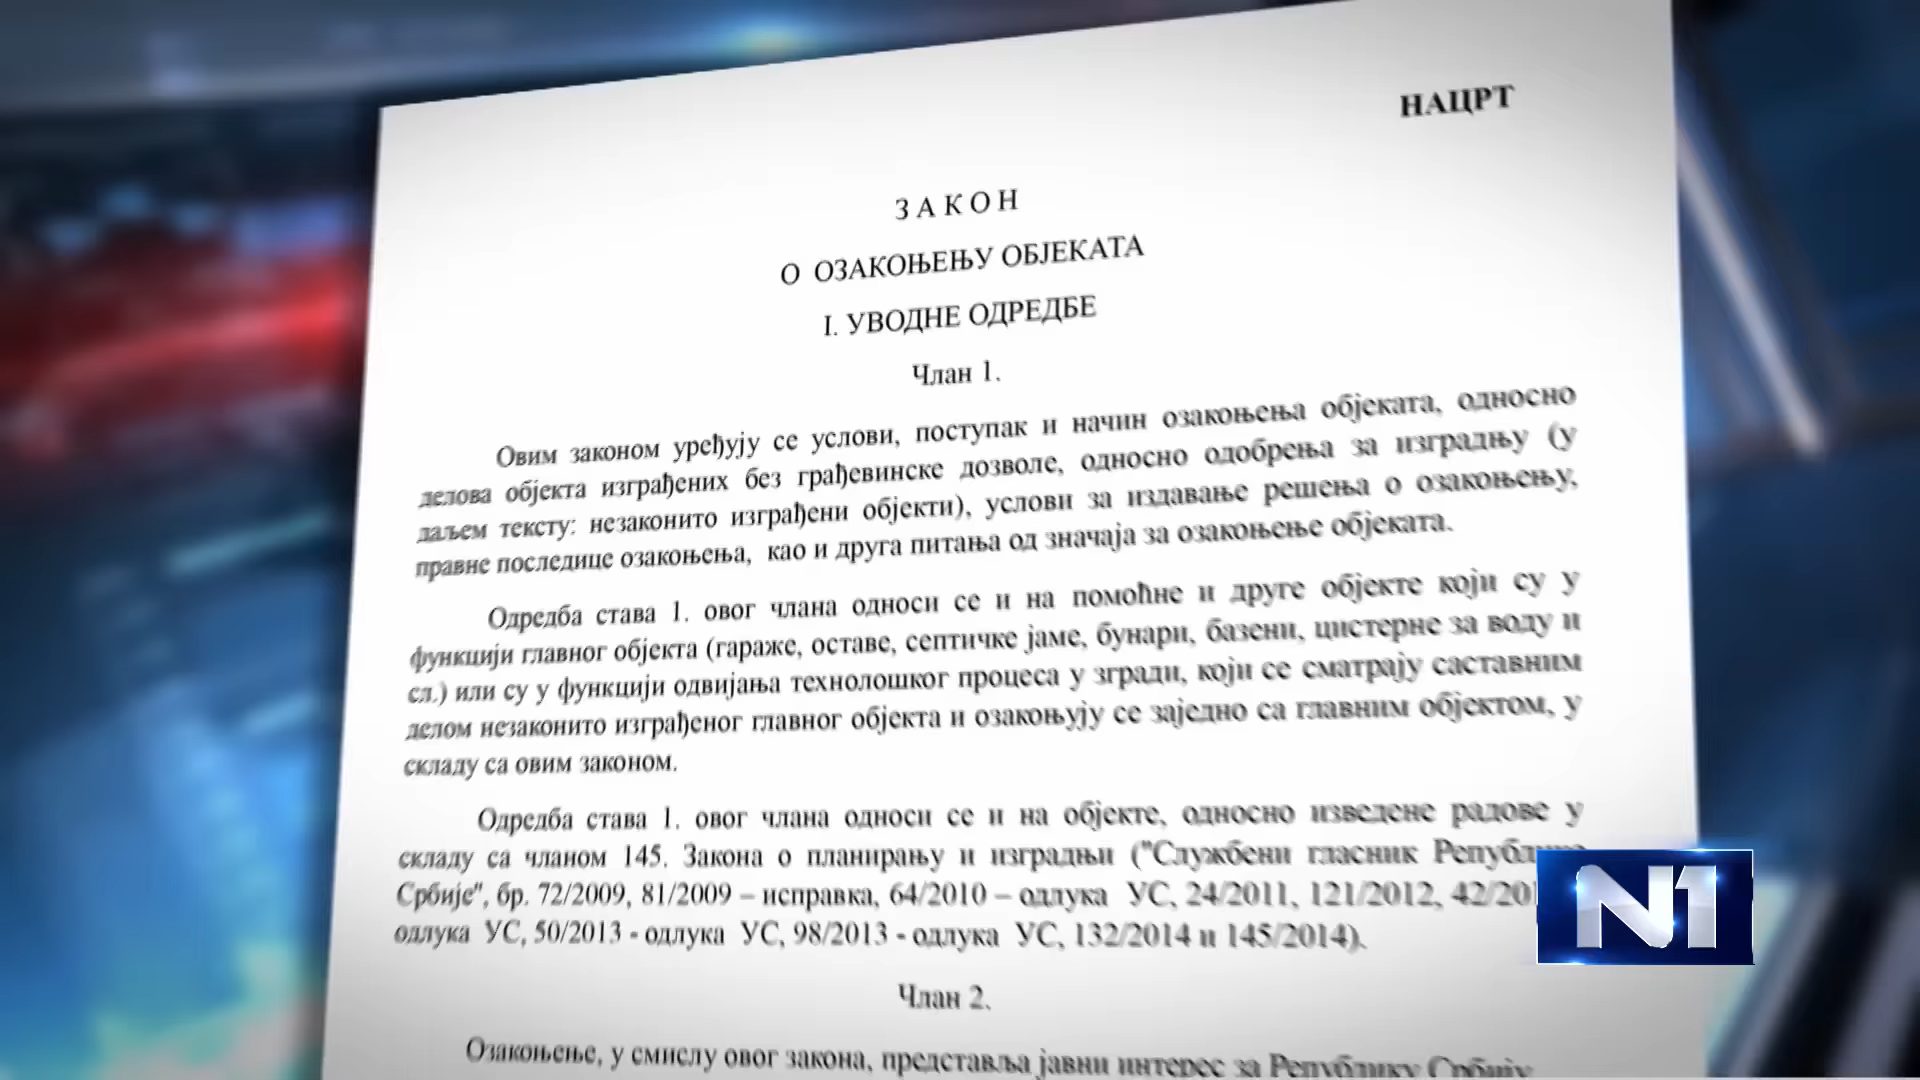 НАЦРТ
З А К О Н
О ОЗАКОЊЕЊУ ОБЈЕКАТА
I. УВОДНЕ ОДРЕДБЕ
Члан 1.
Овим законом уређују се услови, поступак и начин озакоњења објеката, односно
делова објекта изграђених без грађевинске дозволе, односно одобрења за изградњу (у
даљем тексту: незаконито изграђени објекти), услови за издавање решења о озакоњењу,
правне последице озакоњења, као и друга питања од значаја за озакоњење објеката.
Одредба става 1. овог члана односи се и на помоћне и друге објекте који су у
функцији главног објекта (гараже, оставе, септичке јаме, бунари, базени, цистерне за воду и
сл.) или су у функцији одвијања технолошког процеса у згради, који се сматрају саставним
делом незаконито изграђеног главног објекта и озакоњују се заједно са главним објектом, у
складу са овим законом.
Одредба става 1. овог члана односи се и на објекте, односно изведене радове у
складу са чланом 145. Закона о планирању и изградњи ("Службени гласник
Србије", бр. 72/2009, 81/2009 – исправка, 64/2010 – одлука УС, 24/2011, 121/2012,
одлука УС, 50/2013 - одлука УС, 98/2013 - одлука УС, 132/2014 и 145/2014).
Члан 2.
Озакоњење, у смислу овог закона, представља јавни интерес за Републику Србију.
N1